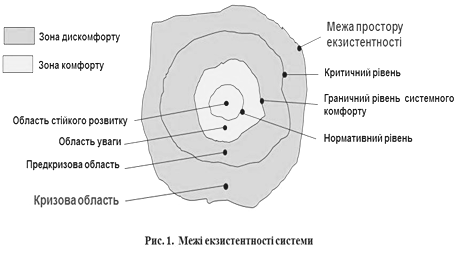 Зона дискомфорту
Зона комфорту
Межа простору
екзистентності
Критичний рівень
Граничний рівень системного
комфорту
Нормативний рівень
Область стійкого розвитку
Область уваги
Предкризова область
Кризова область
Рис. 1. Межі екзистентності системи